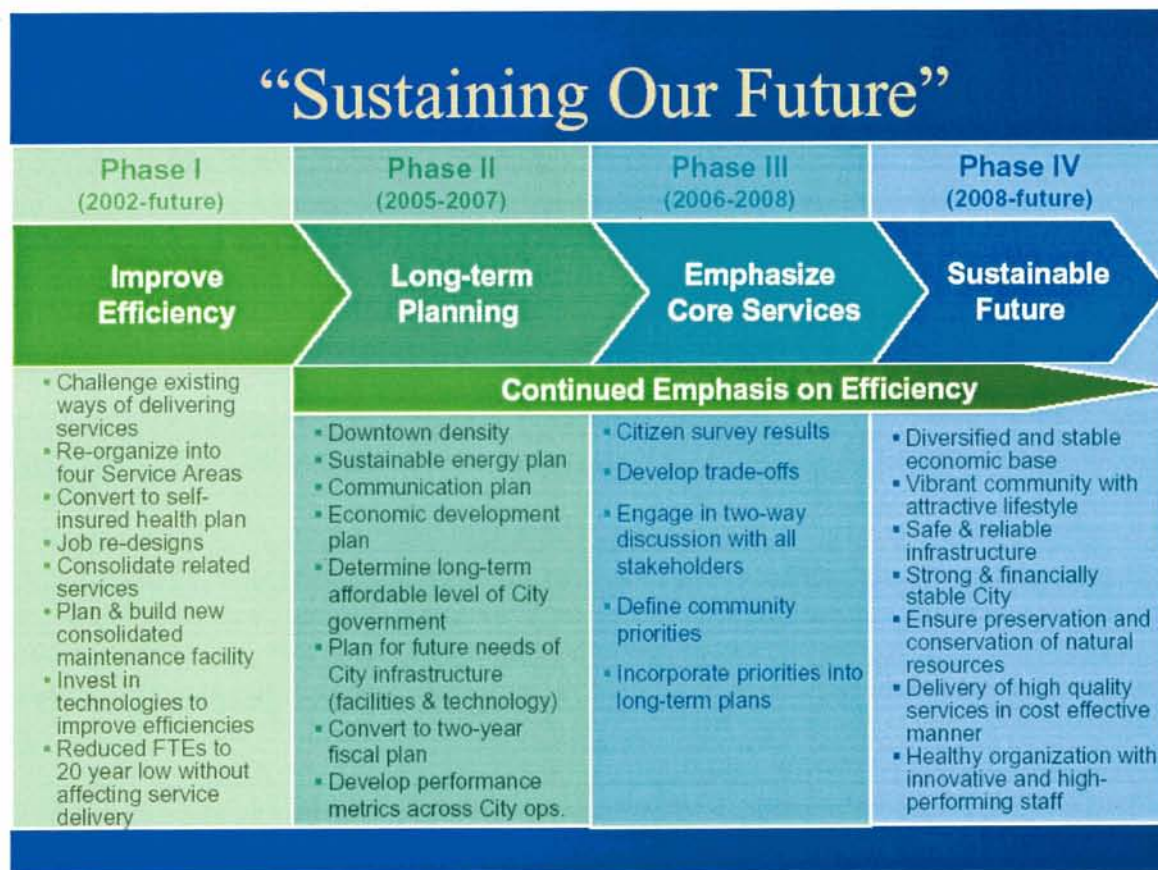 “Sustaining Our Future”
Phase I
(2002-future)
Phase II
(2005-2007)
Phase III
(2006-2008)
Phase IV
(2008-future)
Improve
Efficiency
Long-term
Planning
Emphasize
Core Services
Sustainable
Future
Continued Emphasis on Efficiency
▪ Challenge existing
ways of delivering
services
▪ Re-organize into
four Service Areas
▪ Convert to self-
insured health plan
▪ Job re-designs
▪ Consolidate related
services
▪ Plan & build new
consolidated
maintenance facility
▪ Invest in
technologies to
improve efficiencies
▪ Reduced FTEs to
20 year low without
affecting service
delivery
▪ Downtown density
▪ Sustainable energy plan
▪ Communication plan
▪ Economic development
plan
▪ Determine long-term
affordable level of City
government
▪ Plan for future needs of
City infrastructure
(facilities & technology)
▪ Convert to two-year
fiscal plan
▪ Develop performance
metrics across City ops.
▪ Citizen survey results
▪ Develop trade-offs
▪ Engage in two-way
discussion with all
stakeholders
▪ Define community
priorities
▪ Incorporate priorities into
long-term plans
▪ Diversified and stable
economic base
▪ Vibrant community with
attractive lifestyle
▪ Safe & reliable
infrastructure
▪ Strong & financially
stable City
▪ Ensure preservation and
conservation of natural
resources
▪ Delivery of high quality
services in cost effective
manner
▪ Healthy organization with
innovative and high-
performing staff